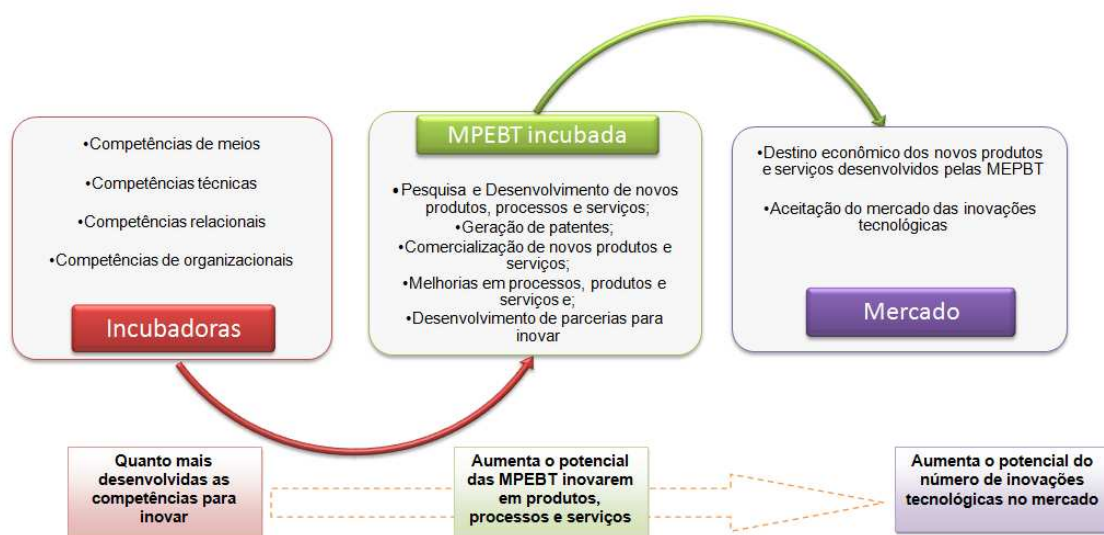 •Competências de meios
•Competências técnicas
•Competências relacionais
•Competências de organizacionais
Incubadoras
MPEBT incubada
•Pesquisa e Desenvolvimento de novos
produtos, processos e serviços;
•Geração de patentes;
•Comercialização de novos produtos e
serviços;
•Melhorias em processos, produtos e
serviços e;
•Desenvolvimento de parcerias para
inovar
•Destino econômico dos novos produtos
e serviços desenvolvidos pelas MEPBT
•Aceitação do mercado das inovações
tecnológicas
Mercado
Quanto mais
desenvolvidas as
competências para
inovar
Aumenta o potencial
das MPEBT inovarem
em produtos,
processos e serviços
Aumenta o potencial do
número de inovações
tecnológicas no mercado